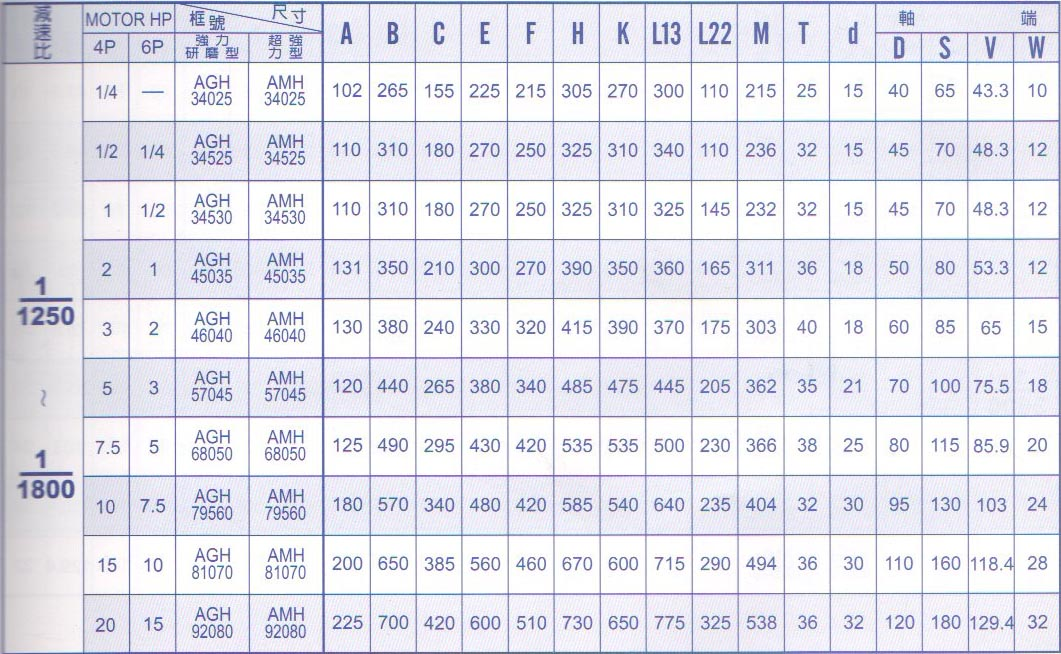 減速比 MOTOR HP 框號 尺寸 A B C E F H K L13 L22 M T d 軸端
4P 6P 強力研磨型 超強力型 D S V W
1/4 — AGH 34025 AMH 34025 102 265 155 225 215 305 270 300 110 215 25 15 40 65 43.3 10
1/2 1/4 AGH 34525 AMH 34525 110 310 180 270 250 325 310 340 110 236 32 15 45 70 48.3 12
1 1/2 AGH 34530 AMH 34530 110 310 180 270 250 325 310 325 145 232 32 15 45 70 48.3 12
2 1 AGH 45035 AMH 45035 131 350 210 300 270 390 350 360 165 311 36 18 50 80 53.3 12
1/1250
3 2 AGH 46040 AMH 46040 130 380 240 330 320 415 390 370 175 303 40 18 60 85 65 15
~
5 3 AGH 57045 AMH 57045 120 440 265 380 340 485 475 445 205 362 35 21 70 100 75.5 18
7.5 5 AGH 68050 AMH 68050 125 490 295 430 420 535 535 500 230 366 38 25 80 115 85.9 20
1/1800
10 7.5 AGH 79560 AMH 79560 180 570 340 480 420 585 540 640 235 404 32 30 95 130 103 24
15 10 AGH 81070 AMH 81070 200 650 385 560 460 670 600 715 290 494 36 30 110 160 118.4 28
20 15 AGH 92080 AMH 92080 225 700 420 600 510 730 650 775 325 538 36 32 120 180 129.4 32